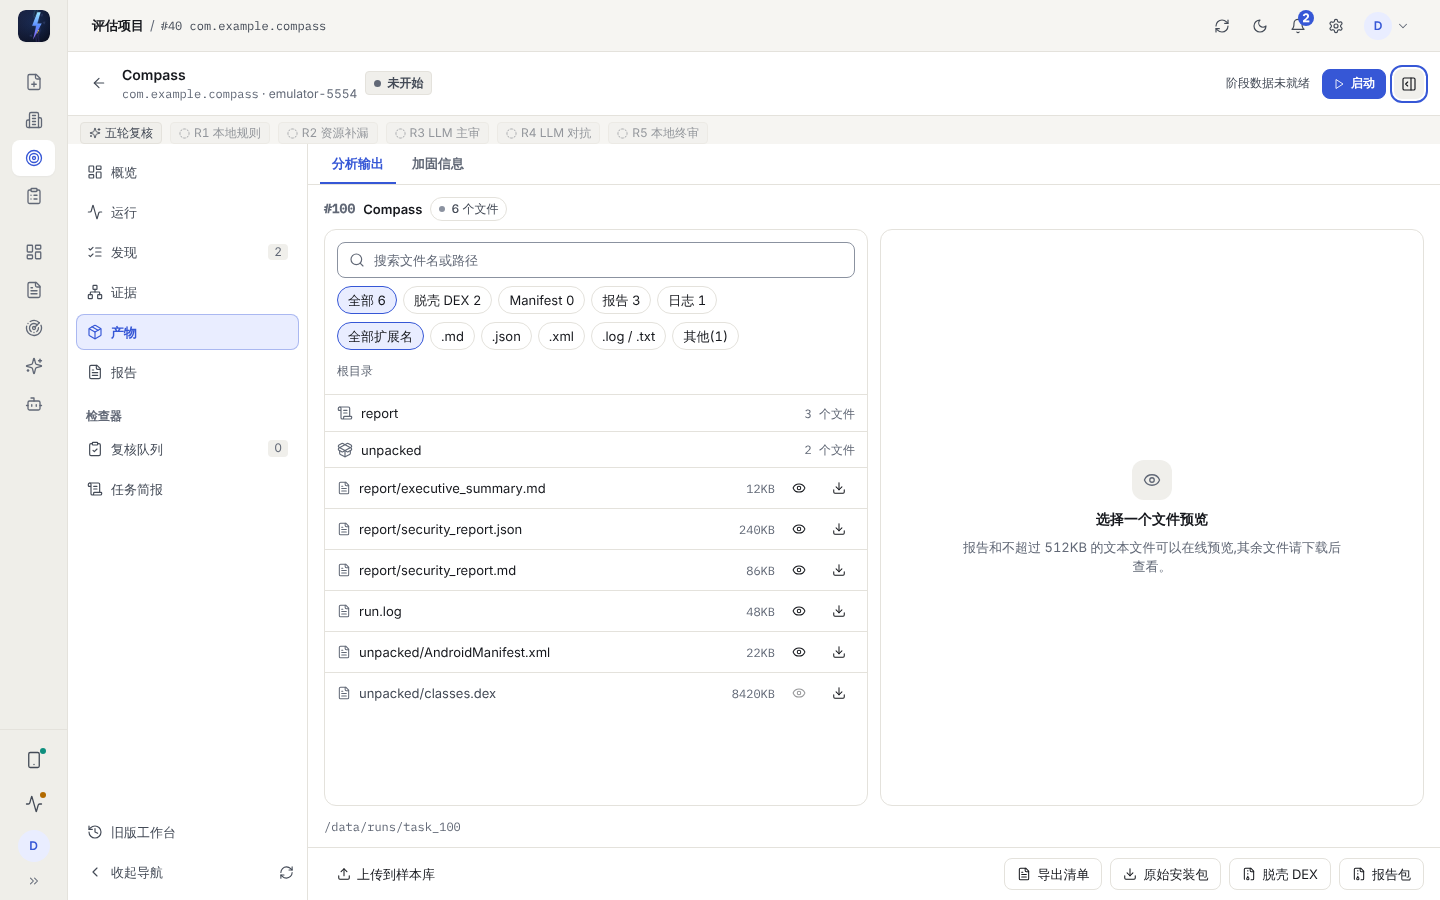 评估项目 / #40 com.example.compass
2
D
Compass
com.example.compass · emulator-5554
未开始
阶段数据未就绪
启动
五轮复核
R1 本地规则
R2 资源补漏
R3 LLM 主审
R4 LLM 对抗
R5 本地终审
概览
运行
发现 2
证据
产物
报告
检查器
复核队列 0
任务简报
旧版工作台
收起导航
D
分析输出 加固信息
#100 Compass 6 个文件
搜索文件名或路径
全部 6 脱壳 DEX 2 Manifest 0 报告 3 日志 1
全部扩展名 .md .json .xml .log / .txt 其他(1)
根目录
report 3 个文件
unpacked 2 个文件
report/executive_summary.md 12KB
report/security_report.json 240KB
report/security_report.md 86KB
run.log 48KB
unpacked/AndroidManifest.xml 22KB
unpacked/classes.dex 8420KB
选择一个文件预览
报告和不超过 512KB 的文本文件可以在线预览,其余文件请下载后
查看。
/data/runs/task_100
上传到样本库
导出清单 原始安装包 脱壳 DEX 报告包